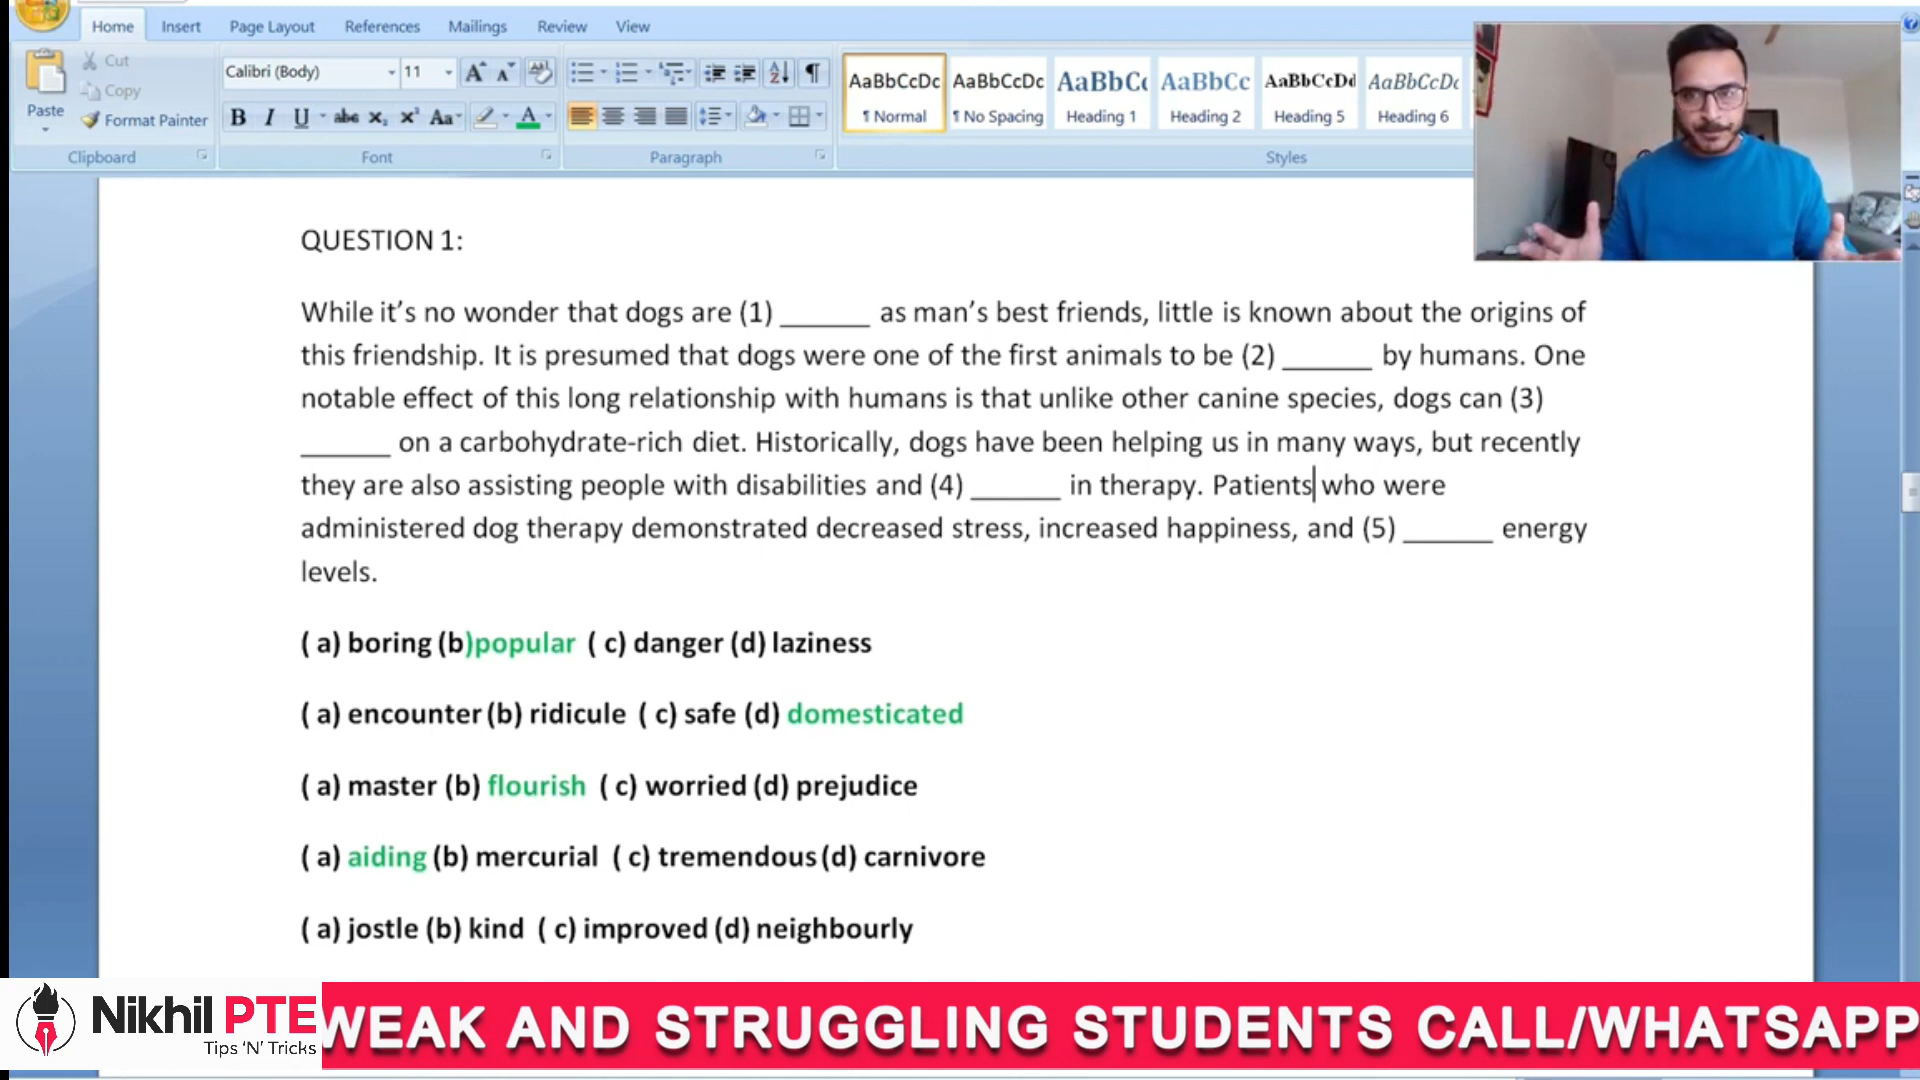 Home Insert Page Layout References Mailings Review View
Cut
Copy
Paste
Format Painter
Clipboard
Calibri (Body) 11
Font
Paragraph
AaBbCcDc AaBbCcDc AaBbC AaBbCc AaBbCcDd AaBbCcDc
¶ Normal ¶ No Spacing Heading 1 Heading 2 Heading 5 Heading 6
Styles
QUESTION 1:
While it’s no wonder that dogs are (1) ______ as man’s best friends, little is known about the origins of
this friendship. It is presumed that dogs were one of the first animals to be (2) ______ by humans. One
notable effect of this long relationship with humans is that unlike other canine species, dogs can (3)
______ on a carbohydrate-rich diet. Historically, dogs have been helping us in many ways, but recently
they are also assisting people with disabilities and (4) ______ in therapy. Patients who were
administered dog therapy demonstrated decreased stress, increased happiness, and (5) ______ energy
levels.
( a) boring (b)popular ( c) danger (d) laziness
( a) encounter (b) ridicule ( c) safe (d) domesticated
( a) master (b) flourish ( c) worried (d) prejudice
( a) aiding (b) mercurial ( c) tremendous (d) carnivore
( a) jostle (b) kind ( c) improved (d) neighbourly
Nikhil PTE
Tips 'N' Tricks
WEAK AND STRUGGLING STUDENTS CALL/WHATSAPP